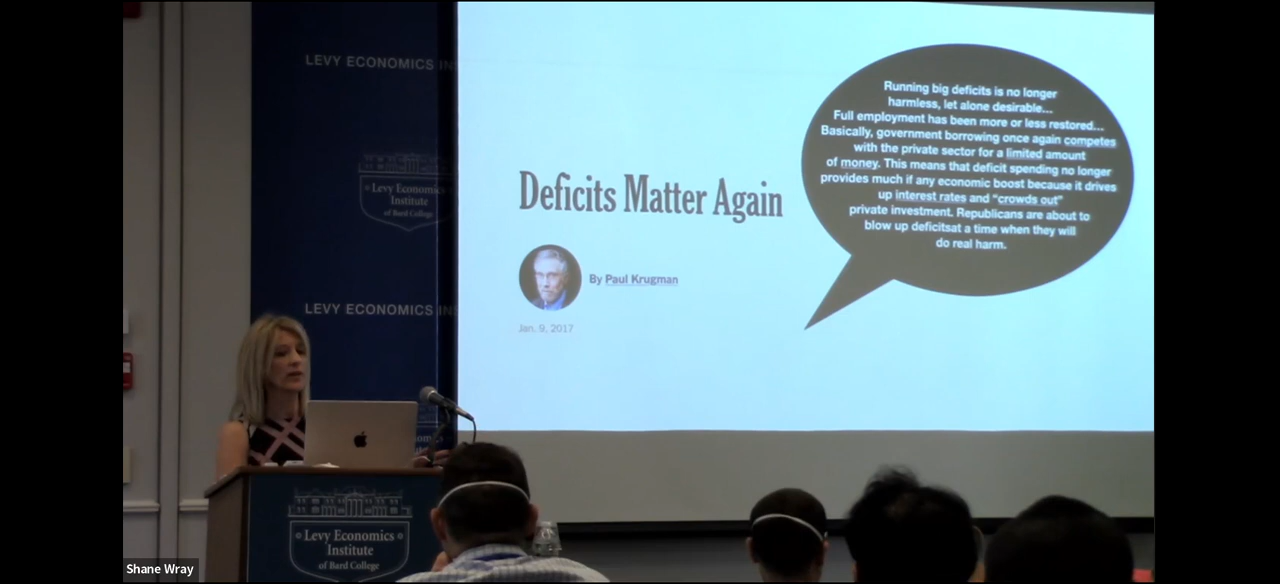 LEVY ECONOMICS
Levy Economics
Institute
of Bard College
LEVY ECONOMICS
Deficits Matter Again
By Paul Krugman
Jan. 9, 2017
Running big deficits is no longer
harmless, let alone desirable...
Full employment has been more or less restored...
Basically, government borrowing once again competes
with the private sector for a limited amount
of money. This means that deficit spending no longer
provides much if any economic boost because it drives
up interest rates and “crowds out”
private investment. Republicans are about to
blow up deficitsat a time when they will
do real harm.
Levy Economics
Institute
of Bard College
Shane Wray